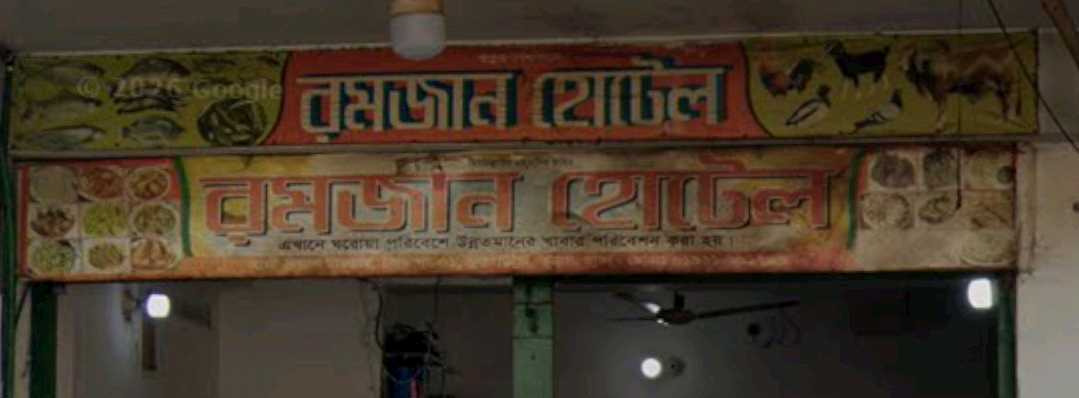 © 2026 Google
রমজান হোটেল
রমজান হোটেল
এখানে ঘরোয়া পরিবেশে উন্নতমানের খাবার পরিবেশন করা হয়।